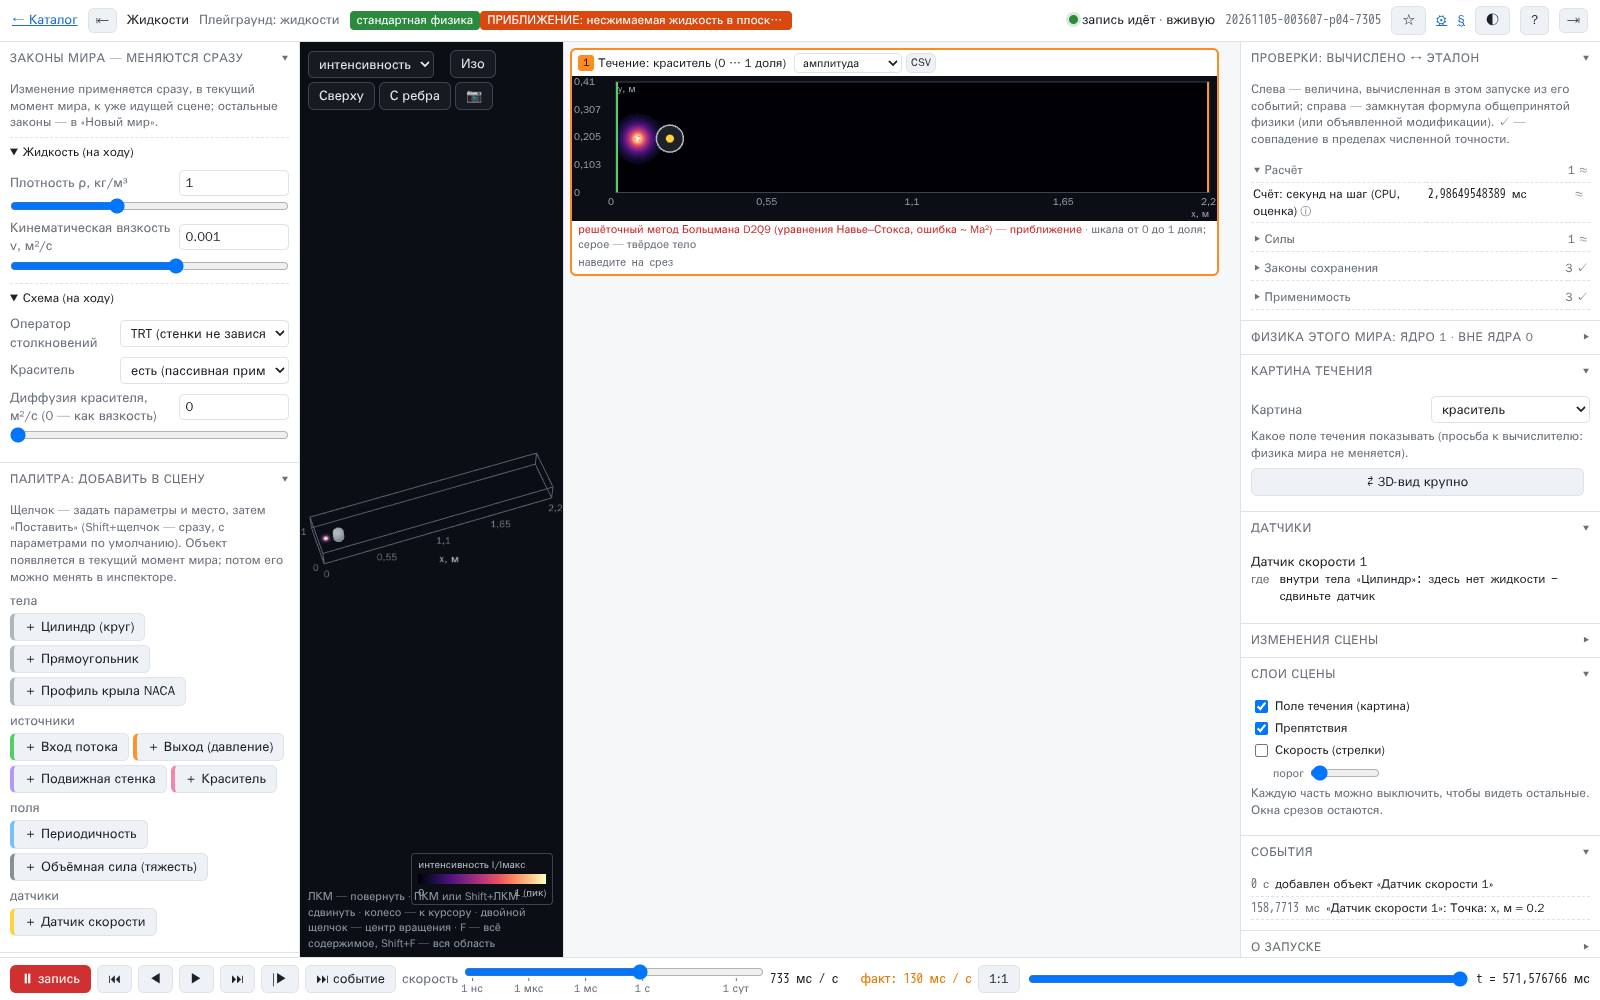 ← Каталог ⇤ Жидкости Плейграунд: жидкости стандартная физика ПРИБЛИЖЕНИЕ: несжимаемая жидкость в плоск··· запись идёт · вживую 20261105-003607-p04-7305 ☆ ⚙ § ? ⇥
ЗАКОНЫ МИРА — МЕНЯЮТСЯ СРАЗУ
Изменение применяется сразу, в текущий
момент мира, к уже идущей сцене; остальные
законы — в «Новый мир».
Жидкость (на ходу)
Плотность ρ, кг/м³ 1
Кинематическая вязкость
ν, м²/с 0.001
Схема (на ходу)
Оператор
столкновений TRT (стенки не завися
Краситель есть (пассивная прим
Диффузия красителя,
м²/с (0 — как вязкость) 0
ПАЛИТРА: ДОБАВИТЬ В СЦЕНУ
Щелчок — задать параметры и место, затем
«Поставить» (Shift+щелчок — сразу, с
параметрами по умолчанию). Объект
появляется в текущий момент мира; потом его
можно менять в инспекторе.
тела
+ Цилиндр (круг)
+ Прямоугольник
+ Профиль крыла NACA
источники
+ Вход потока + Выход (давление)
+ Подвижная стенка + Краситель
поля
+ Периодичность
+ Объёмная сила (тяжесть)
датчики
+ Датчик скорости
интенсивность Изо
Сверху С ребра
1
2,2
1,65
1,1
0,55
x, м
0
0
интенсивность I/Iмакс
0 1 (пик)
ЛКМ — повернуть · ПКМ или Shift+ЛКМ —
сдвинуть · колесо — к курсору · двойной
щелчок — центр вращения · F — всё
содержимое, Shift+F — вся область
1 Течение: краситель (0 ··· 1 доля) амплитуда CSV
0,41
y, м
0,307
0,205
0,103
0
0 0,55 1,1 1,65 2,2
x, м
решёточный метод Больцмана D2Q9 (уравнения Навье–Стокса, ошибка ~ Ma²) — приближение · шкала от 0 до 1 доля;
серое — твёрдое тело
наведите на срез
ПРОВЕРКИ: ВЫЧИСЛЕНО ↔ ЭТАЛОН
Слева — величина, вычисленная в этом запуске из его
событий; справа — замкнутая формула общепринятой
физики (или объявленной модификации). ✓ —
совпадение в пределах численной точности.
Расчёт 1 ≈
Счёт: секунд на шаг (CPU,
оценка) ⓘ 2,98649548389 мс ≈
Силы 1 ≈
Законы сохранения 3 ✓
Применимость 3 ✓
ФИЗИКА ЭТОГО МИРА: ЯДРО 1 · ВНЕ ЯДРА 0
КАРТИНА ТЕЧЕНИЯ
Картина краситель
Какое поле течения показывать (просьба к вычислителю:
физика мира не меняется).
⇄ 3D-вид крупно
ДАТЧИКИ
Датчик скорости 1
где внутри тела «Цилиндр»: здесь нет жидкости –
сдвиньте датчик
ИЗМЕНЕНИЯ СЦЕНЫ
СЛОИ СЦЕНЫ
Поле течения (картина)
Препятствия
Скорость (стрелки)
порог
Каждую часть можно выключить, чтобы видеть остальные.
Окна срезов остаются.
СОБЫТИЯ
0 с добавлен объект «Датчик скорости 1»
158,7713 мс «Датчик скорости 1»: Точка: x, м = 0.2
О ЗАПУСКЕ
⏸ запись ⏮ ◀ ▶ ⏭ |▶ ⏭ событие скорость 1 нс 1 мкс 1 мс 1 с 1 сут 733 мс / с факт: 130 мс / с 1:1 t = 571,576766 мс